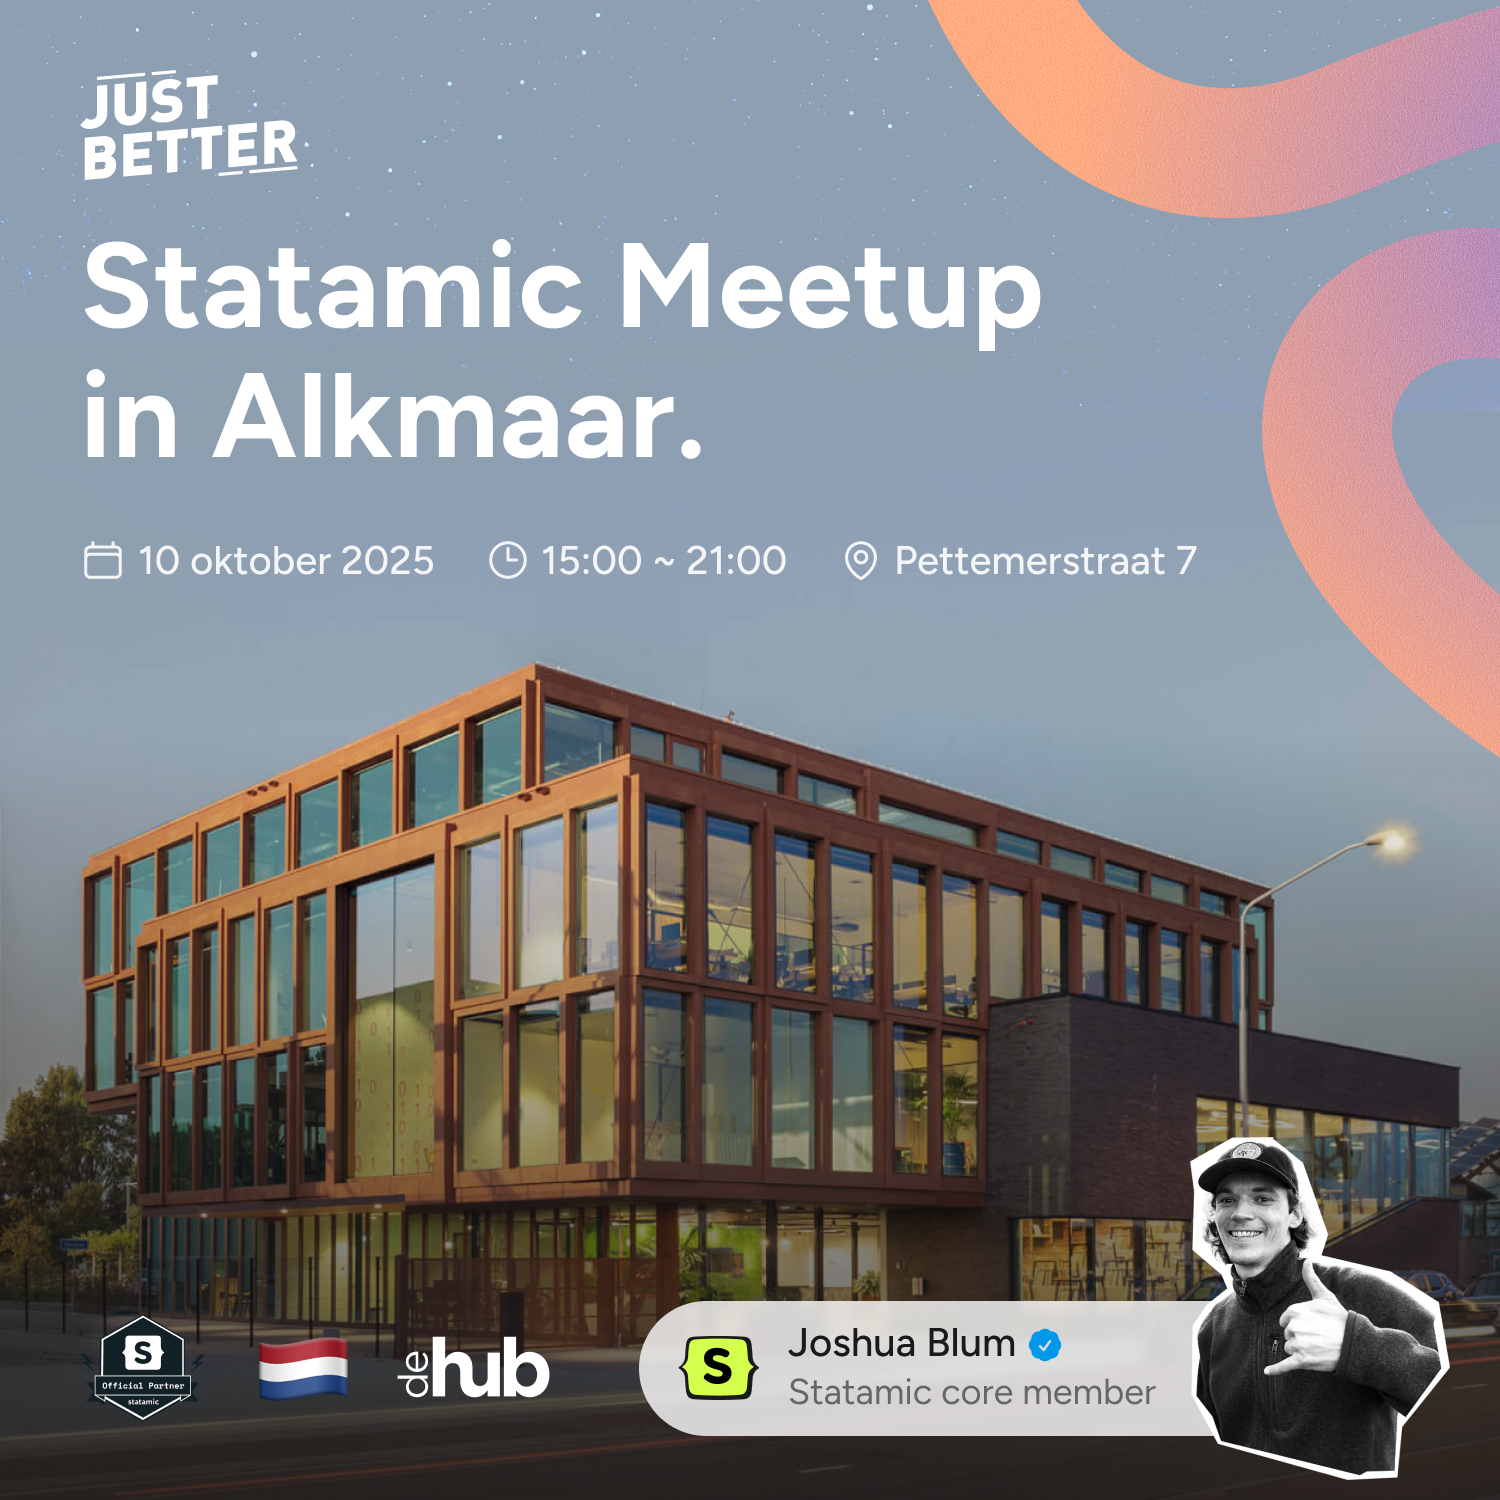 JUST
BETTER
Statamic Meetup
in Alkmaar.
10 oktober 2025 15:00 ~ 21:00 Pettemerstraat 7
S
Official Partner
statamic
de hub
S
Joshua Blum
Statamic core member